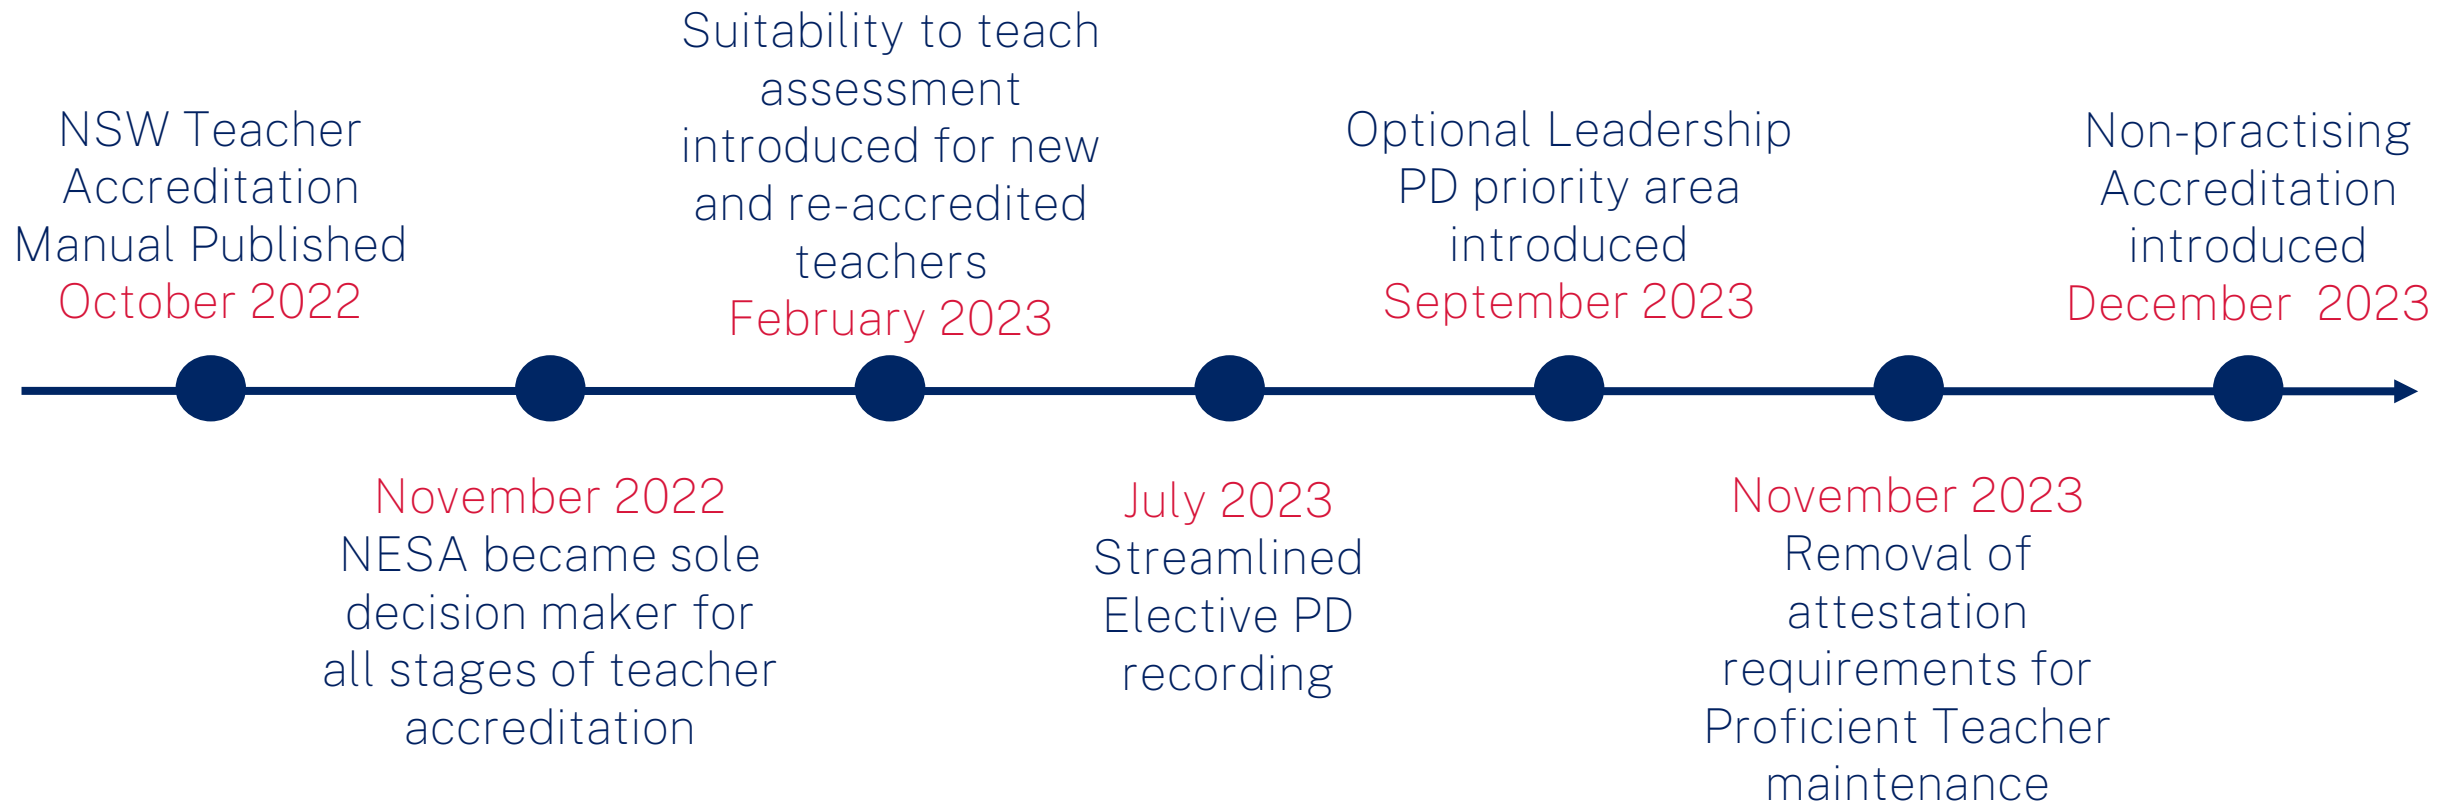 NSW Teacher
Accreditation
Manual Published
October 2022
November 2022
NESA became sole
decision maker for
all stages of teacher
accreditation
Suitability to teach
assessment
introduced for new
and re-accredited
teachers
February 2023
July 2023
Streamlined
Elective PD
recording
Optional Leadership
PD priority area
introduced
September 2023
November 2023
Removal of
attestation
requirements for
Proficient Teacher
maintenance
Non-practising
Accreditation
introduced
December 2023